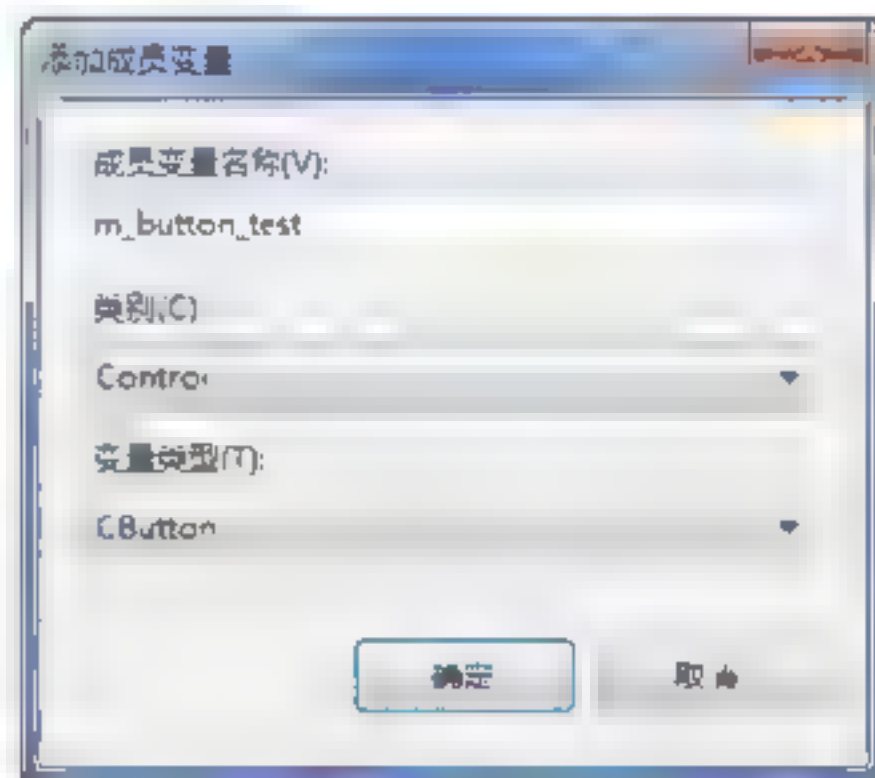 添加成员变量
成员变量名称(V):
m_button_test
类别(C)
Control
变量类型(T):
CButton
确定
取消